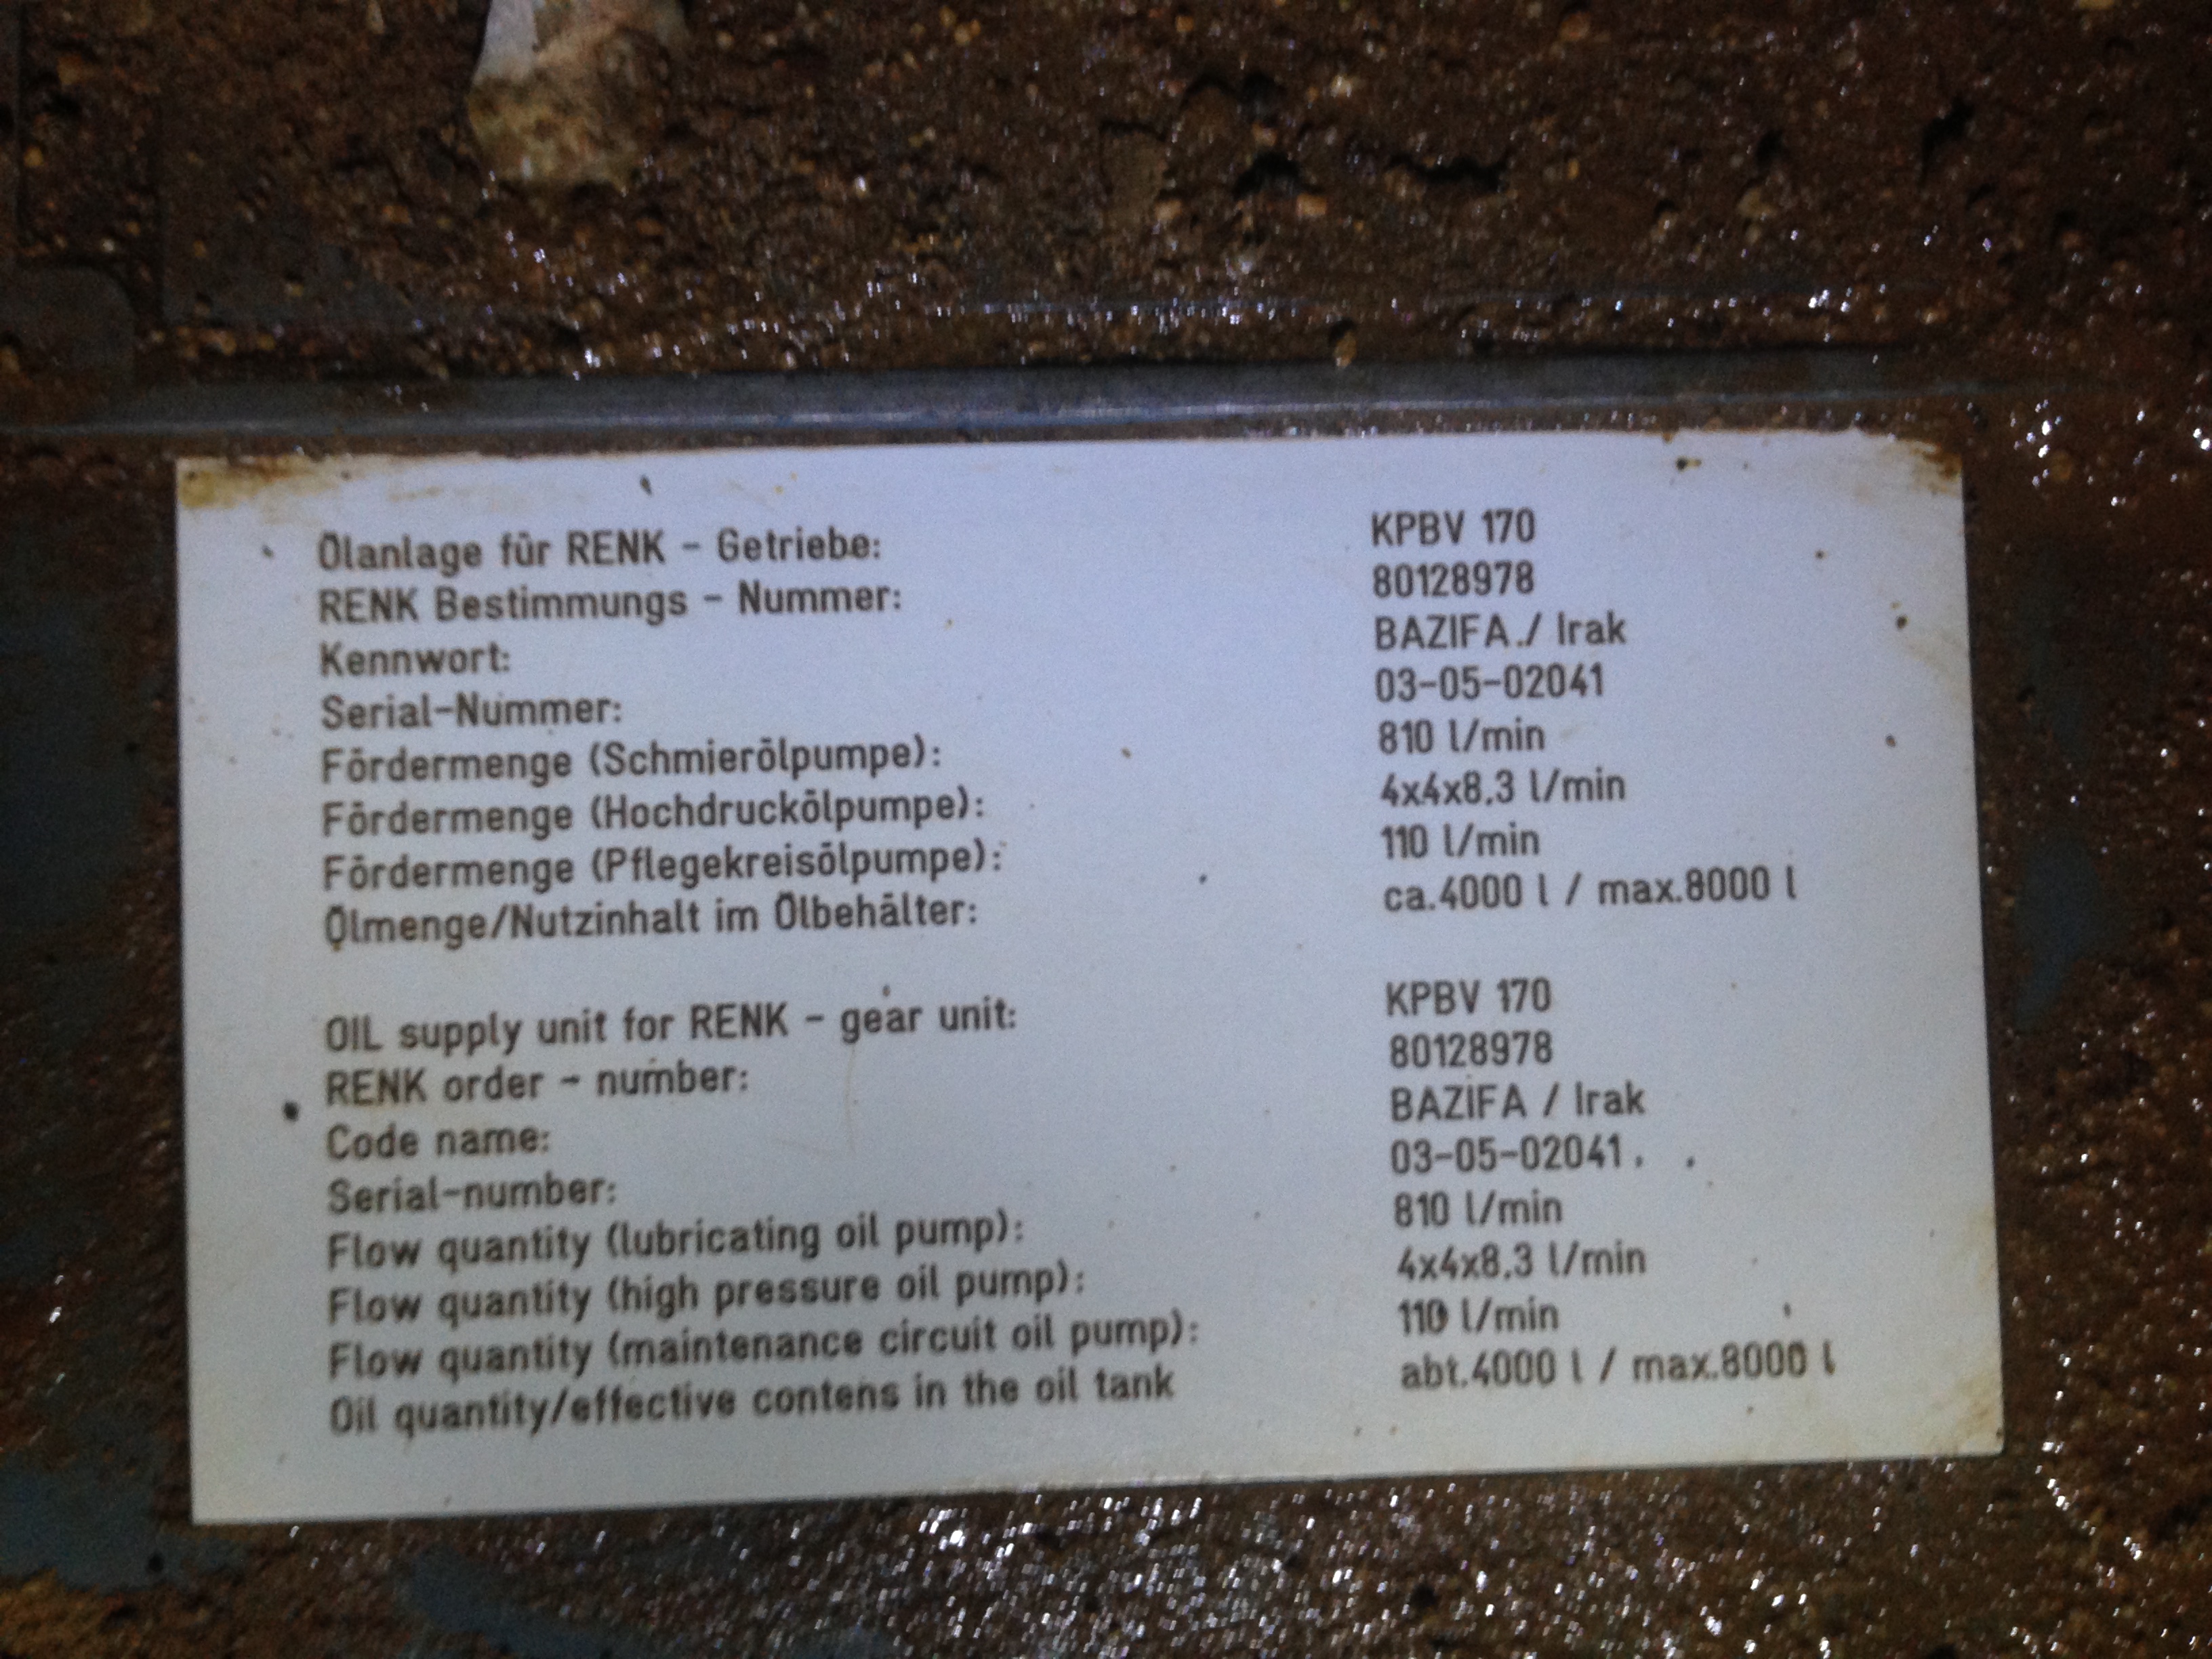 Ölanlage für RENK - Getriebe: KPBV 170
RENK Bestimmungs - Nummer: 80128978
Kennwort: BAZIFA / Irak
Serial-Nummer: 03-05-02041
Fördermenge (Schmierölpumpe): 810 l/min
Fördermenge (Hochdruckölpumpe): 4x4x8.3 l/min
Fördermenge (Pflegekreisölpumpe): 110 l/min
Ölmenge/Nutzinhalt im Ölbehälter: ca.4000 l / max.8000 l
OIL supply unit for RENK - gear unit: KPBV 170
RENK order - number: 80128978
Code name: BAZIFA / Irak
Serial-number: 03-05-02041
Flow quantity (lubricating oil pump): 810 l/min
Flow quantity (high pressure oil pump): 4x4x8.3 l/min
Flow quantity (maintenance circuit oil pump): 110 l/min
Oil quantity/effective contens in the oil tank abt.4000 l / max.8000 l